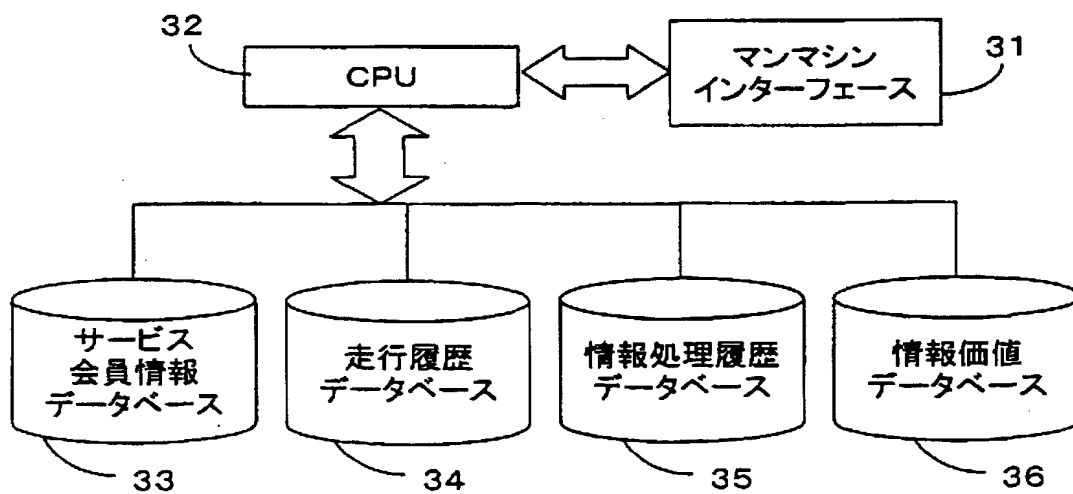 32
CPU
マンマシン
インターフェース
31
サービス
会員情報
データベース
走行履歴
データベース
情報処理履歴
データベース
情報価値
データベース
33
34
35
36